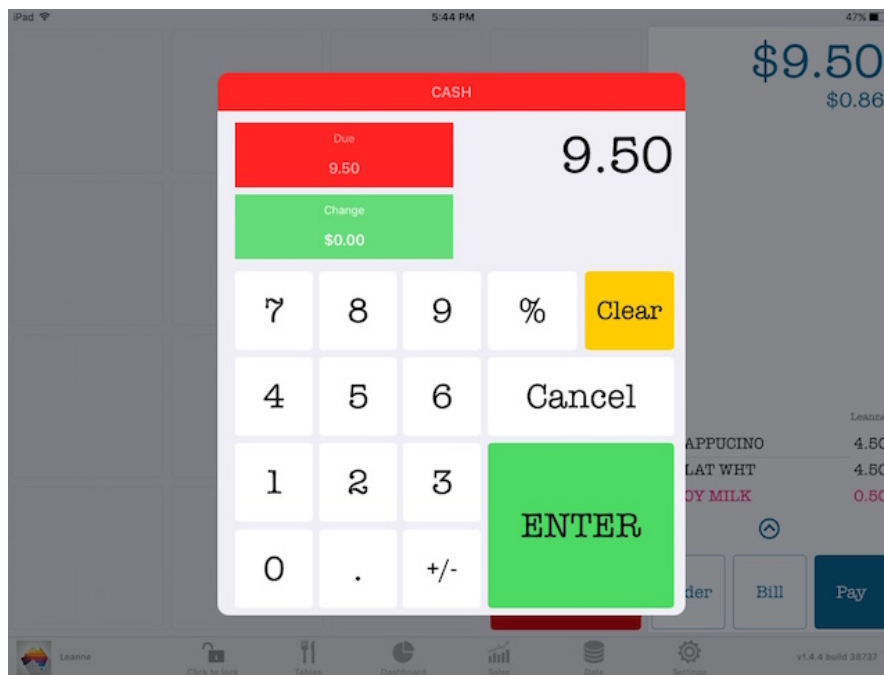 iPad
5:44 PM
47%
$9.50
$0.86
CASH
Due
9.50
9.50
Change
$0.00
7 8 9 % Clear
4 5 6 Cancel
1 2 3
ENTER
0 . +/-
Leanne
APPUCINO 4.50
LAT WHT 4.50
OY MILK 0.50
der Bill Pay
Leanne
Click to lock
Tables
Dashboard
Sales
Data
Settings
v1.4.4 build 38737